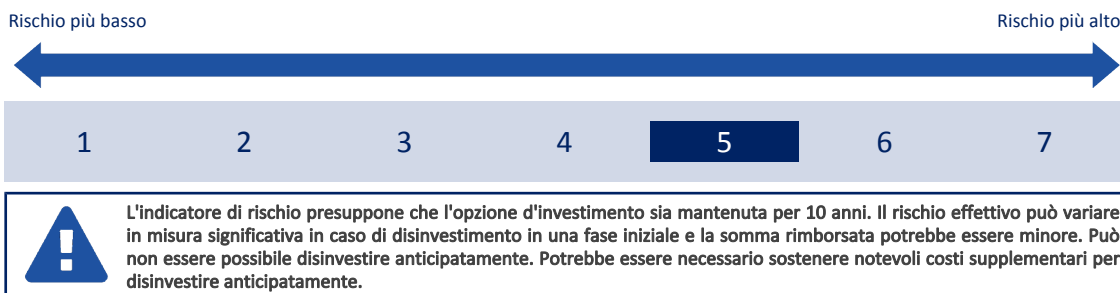 Rischio più basso
Rischio più alto
1 2 3 4 5 6 7
L'indicatore di rischio presuppone che l'opzione d'investimento sia mantenuta per 10 anni. Il rischio effettivo può variare
in misura significativa in caso di disinvestimento in una fase iniziale e la somma rimborsata potrebbe essere minore. Può
non essere possibile disinvestire anticipatamente. Potrebbe essere necessario sostenere notevoli costi supplementari per
disinvestire anticipatamente.